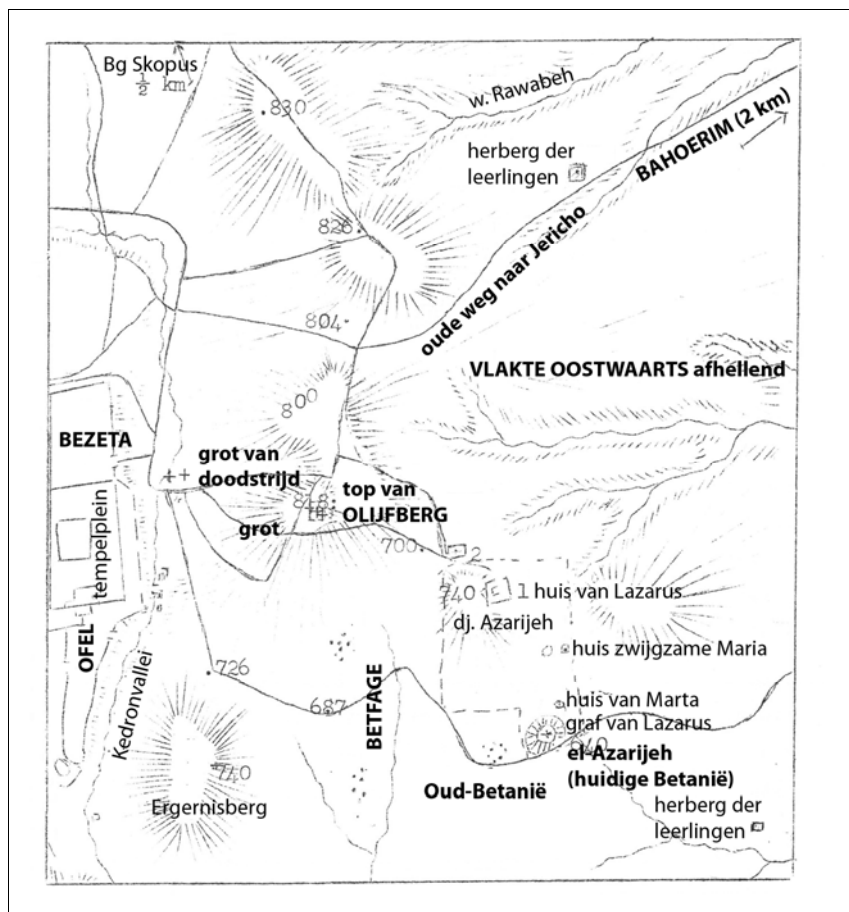 Bg Skopus
½ km
830
w. Rawabeh
BAHOERIM (2 km)
herberg der
leerlingen
826
oude weg naar Jericho
804
VLAKTE OOSTWAARTS afhellend
800
BEZETA
grot van
doodstrijd
top van
OLIJFBERG
848
grot
700
2
tempelplein
740
1 huis van Lazarus
dj. Azarijeh
OFEL
huis zwijgzame Maria
726
Kedronvallei
BETFAGE
687
huis van Marta
graf van Lazarus
640
el-Azarijeh
(huidige Betanië)
740
Oud-Betanië
Ergernisberg
herberg der
leerlingen